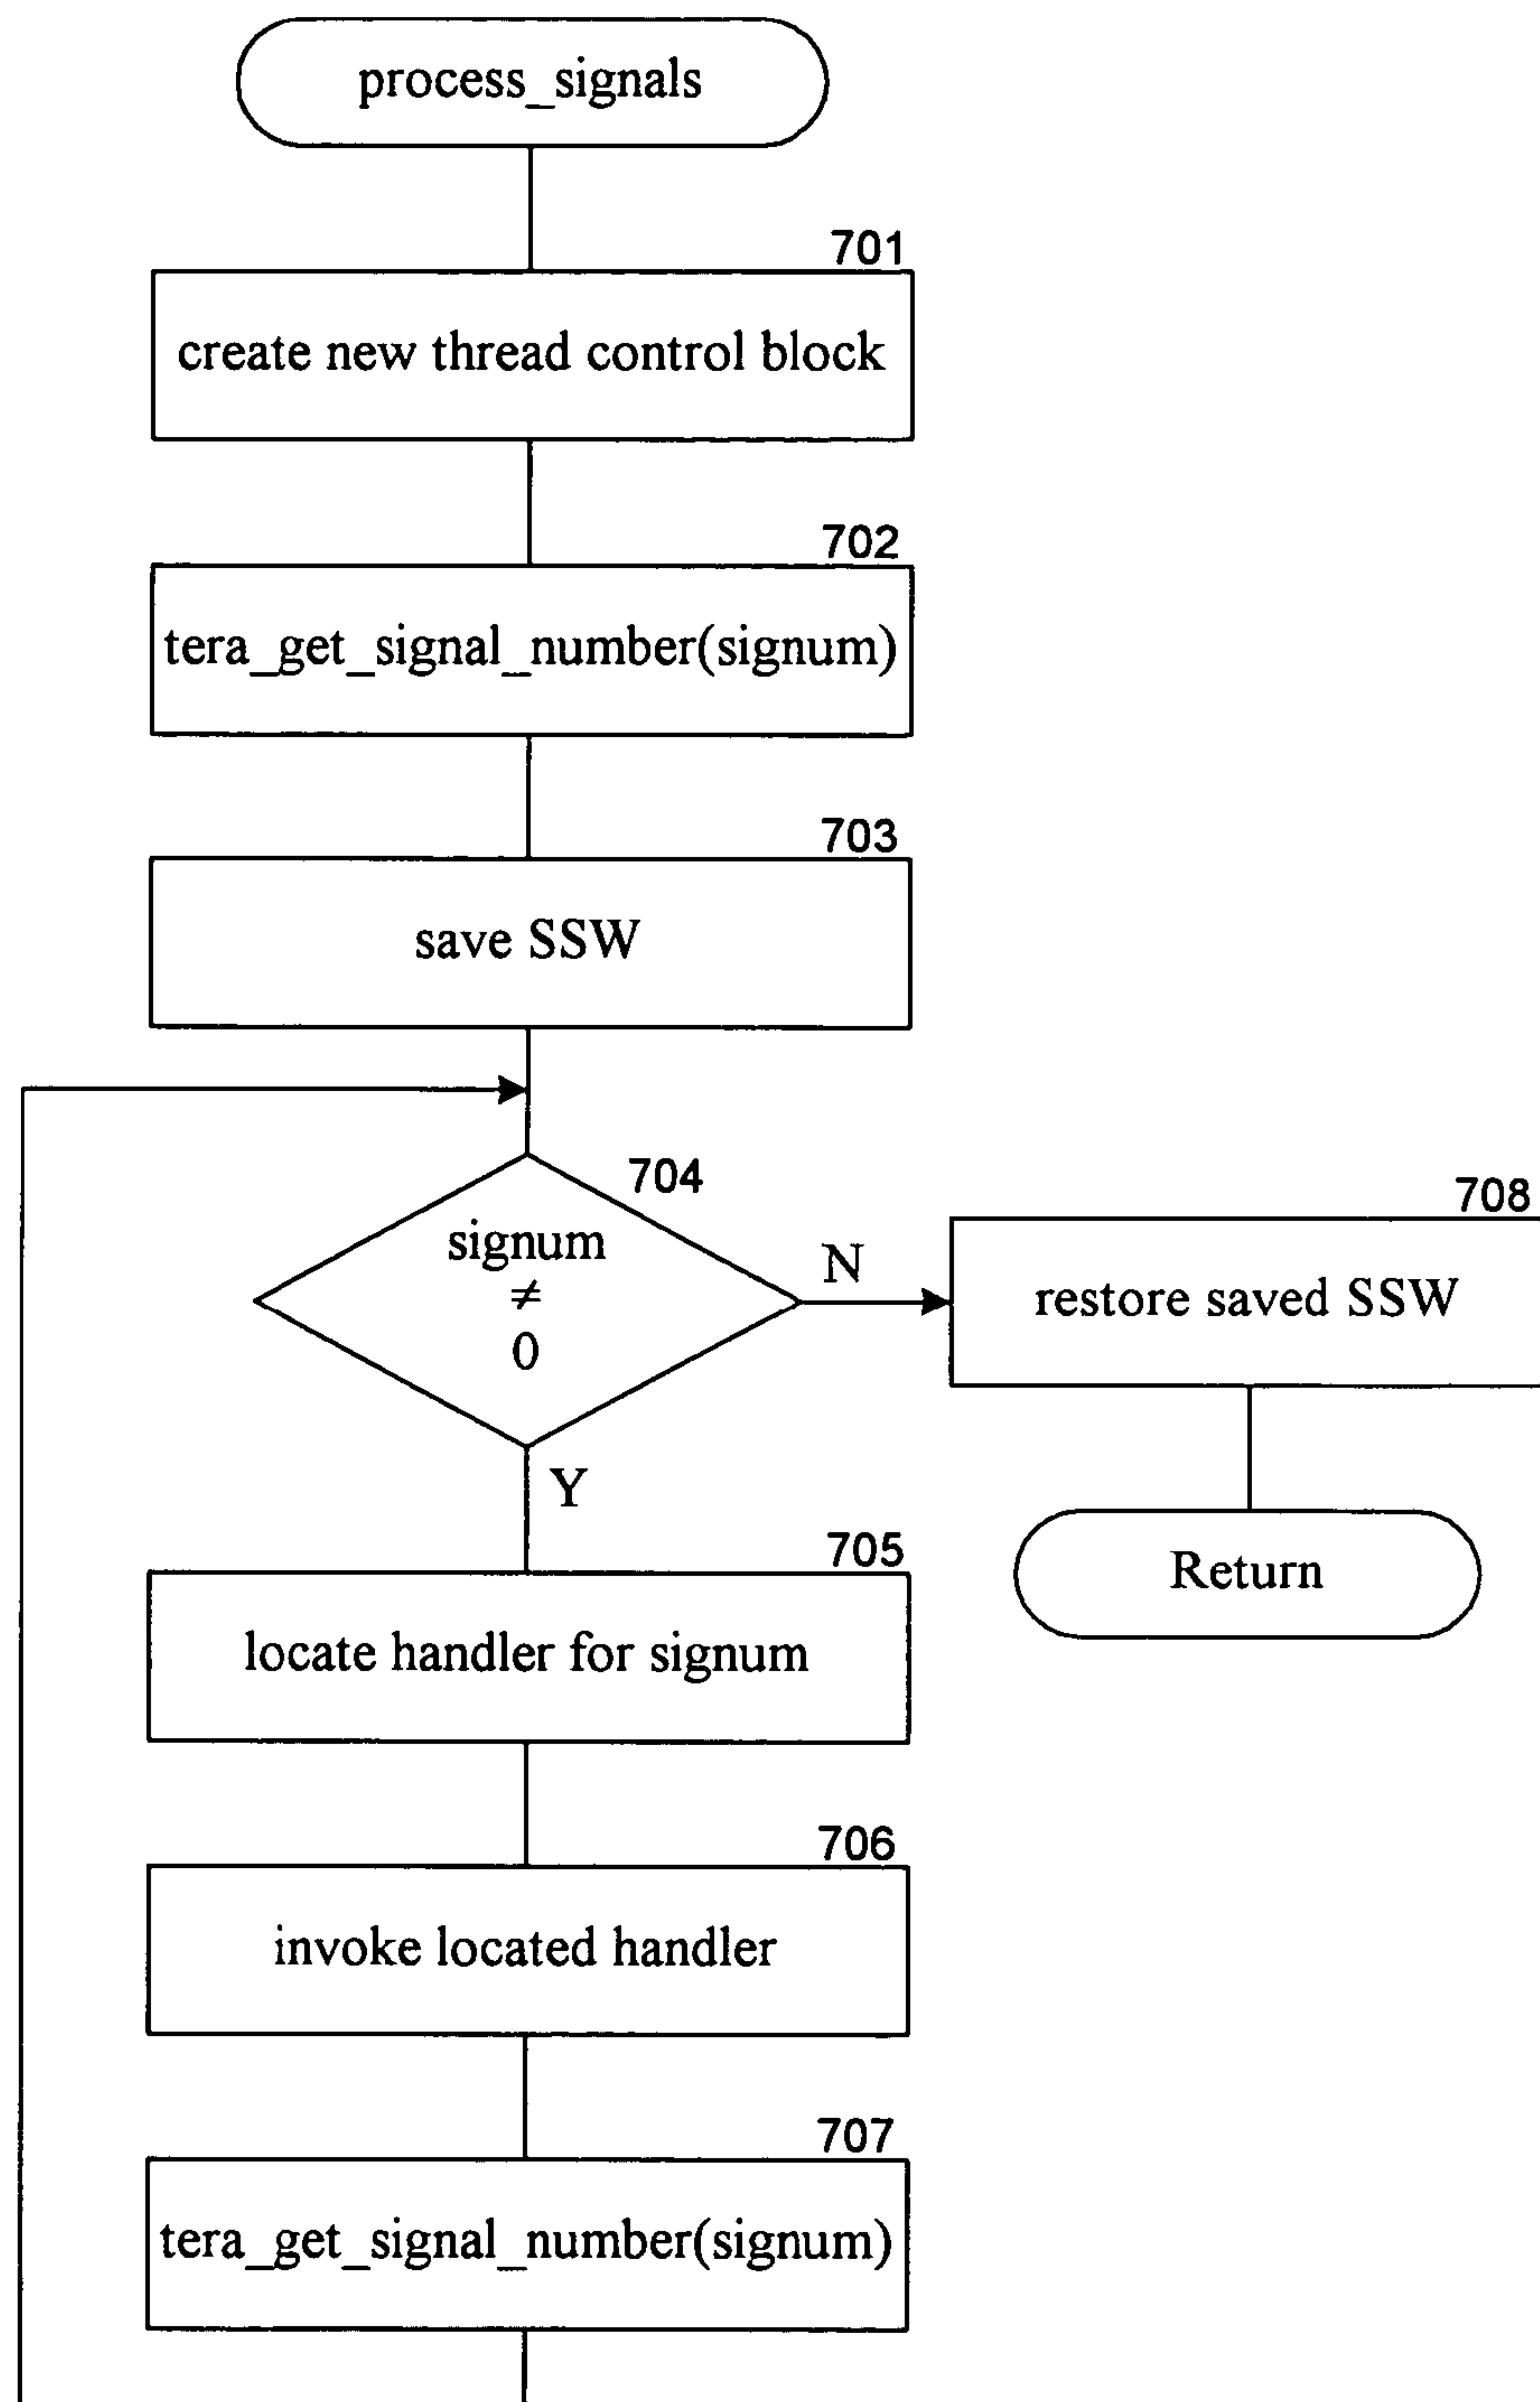 process_signals
701
create new thread control block
702
tera_get_signal_number(signum)
703
save SSW
704
signum
≠
0
N
708
restore saved SSW
Y
Return
705
locate handler for signum
706
invoke located handler
707
tera_get_signal_number(signum)